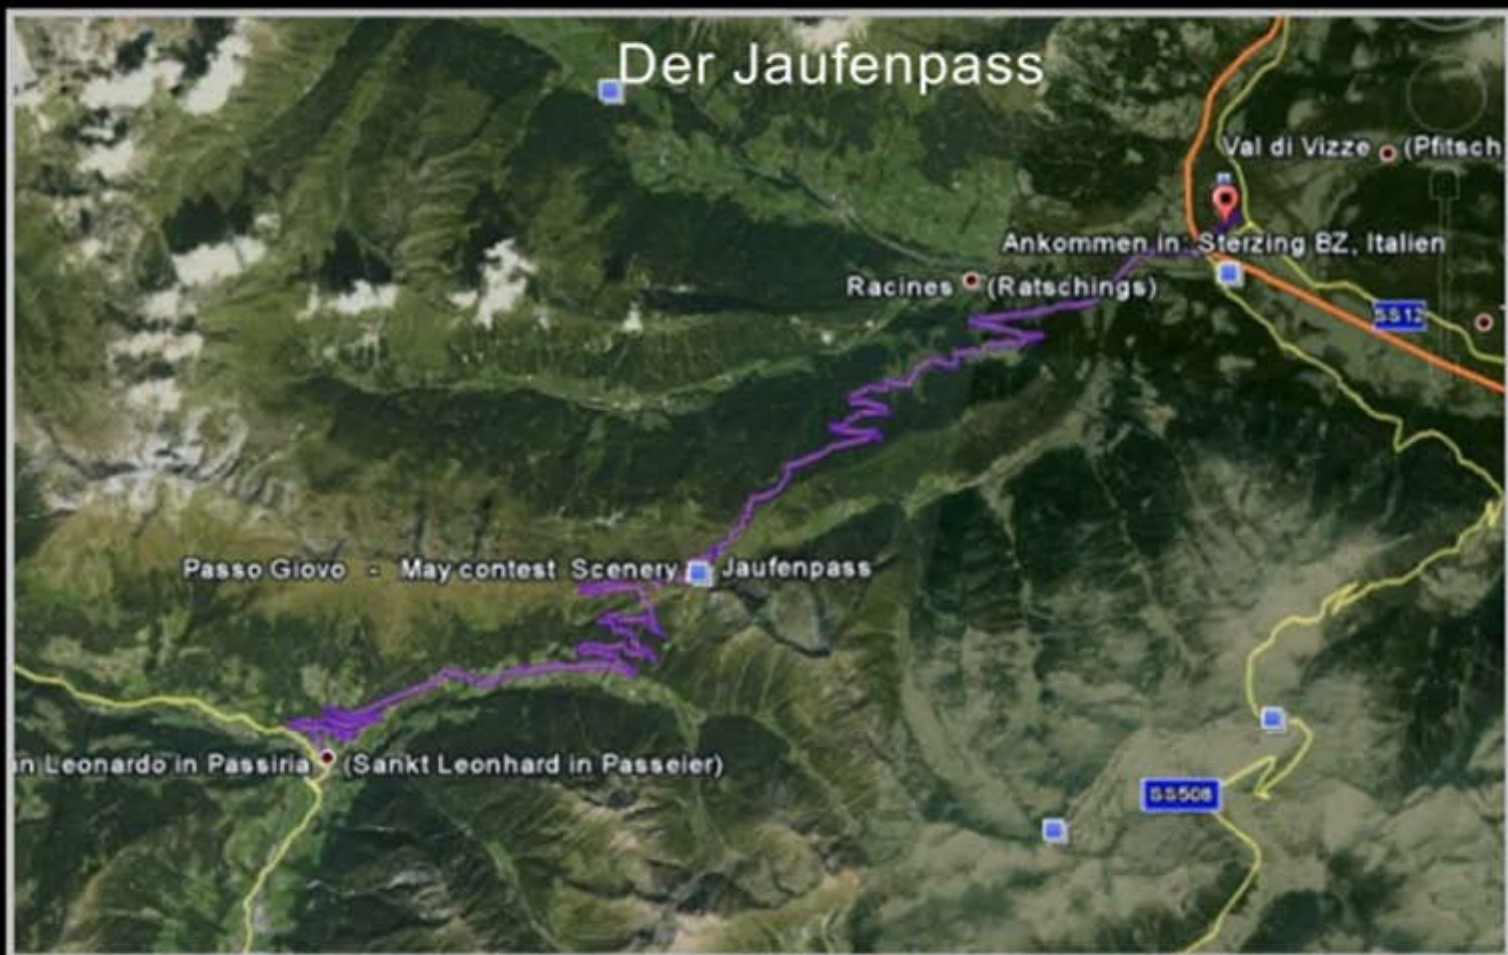 Der Jaufenpass
Val di Vizze (Pfitsch
Ankommen in: Sterzing BZ, Italien
Racines (Ratschings)
SS12
Passo Giovo - May contest Scenery Jaufenpass
in Leonardo in Passiria (Sankt Leonhard in Passeier)
SS508